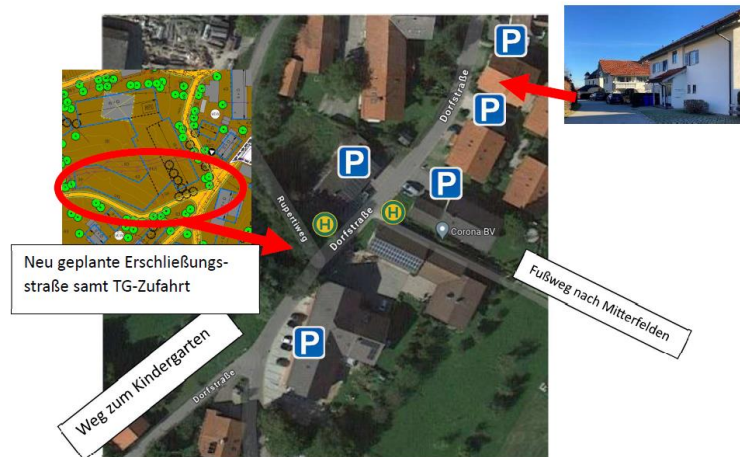 P
Dorfstraße
P
P
P
Rupertiweg
H
H
Dorfstraße
Corona BV
Neu geplante Erschließungs-
straße samt TG-Zufahrt
Fußweg nach Mitterfelden
P
Weg zum Kindergarten
Dorfstraße